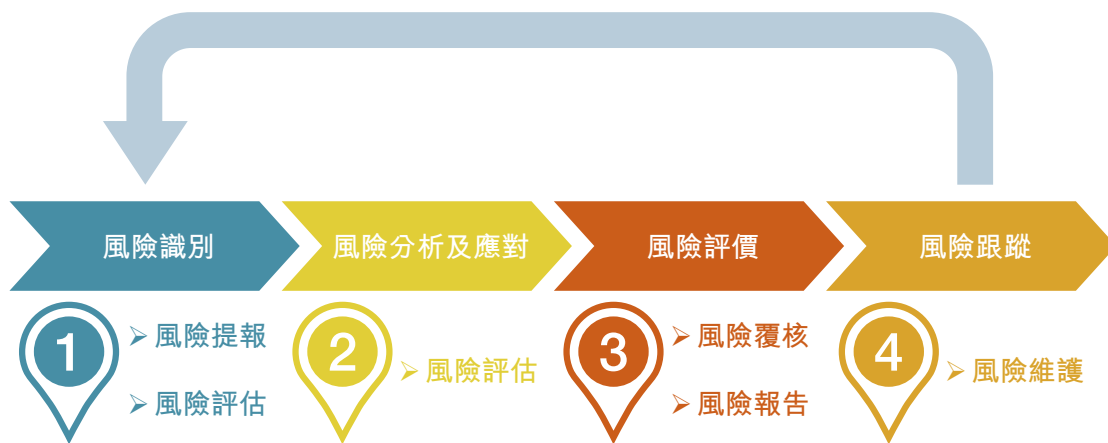 風險識別
風險分析及應對
風險評價
風險跟蹤
1
➢ 風險提報
➢ 風險評估
2
➢ 風險評估
3
➢ 風險覆核
➢ 風險報告
4
➢ 風險維護